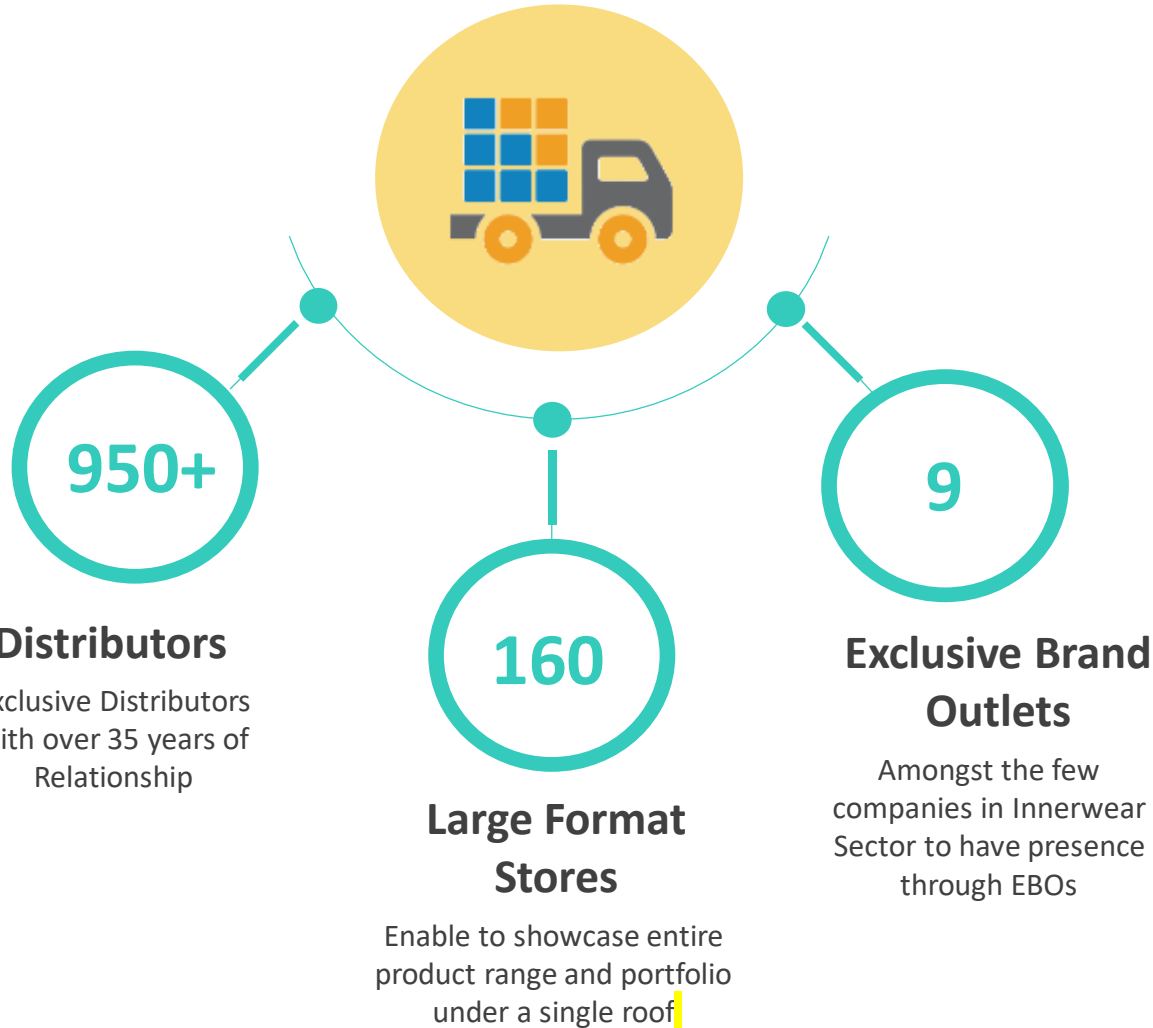 950+
Distributors
xclusive Distributors
ith over 35 years of
Relationship
160
Large Format
Stores
Enable to showcase entire
product range and portfolio
under a single roof
9
Exclusive Brand
Outlets
Amongst the few
companies in Innerwear
Sector to have presence
through EBOs